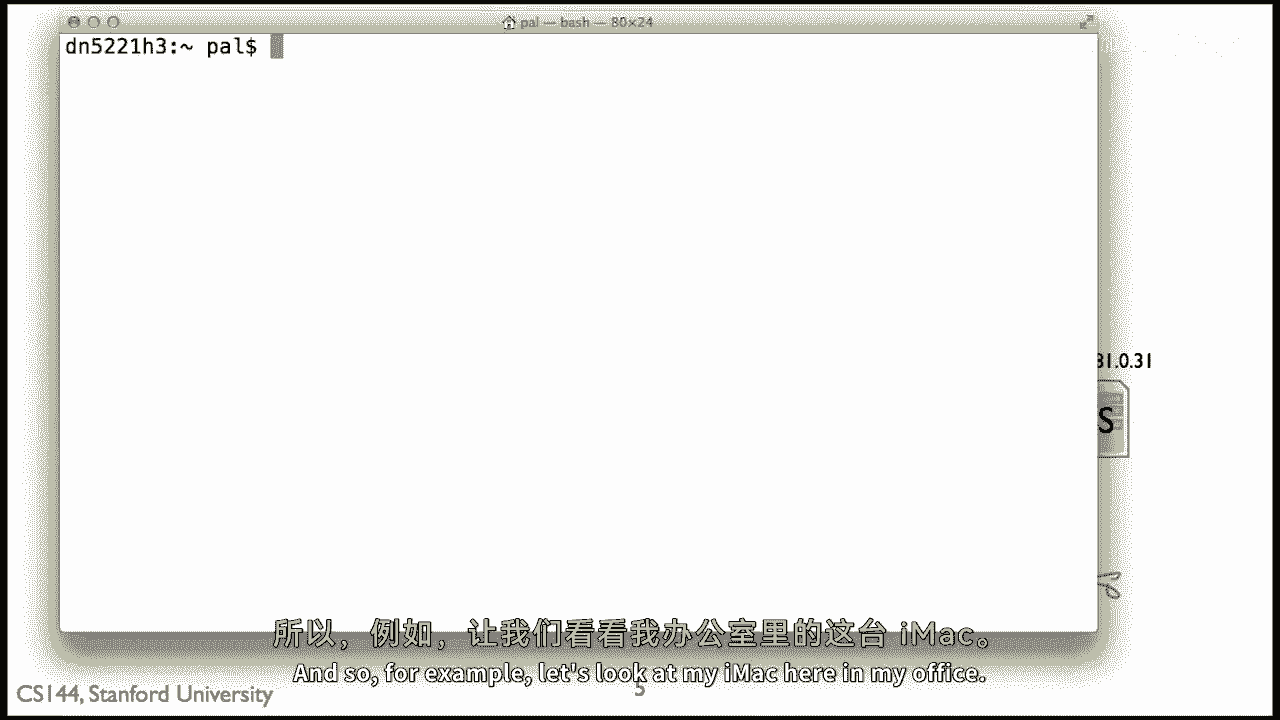 pal — bash — 80×24
dn5221h3:~ pal$
31.0.31
S
所以，例如，让我们看看我办公室里的这台 iMac。
And so, for example, let's look at my iMac here in my office.
CS144, Stanford University
5